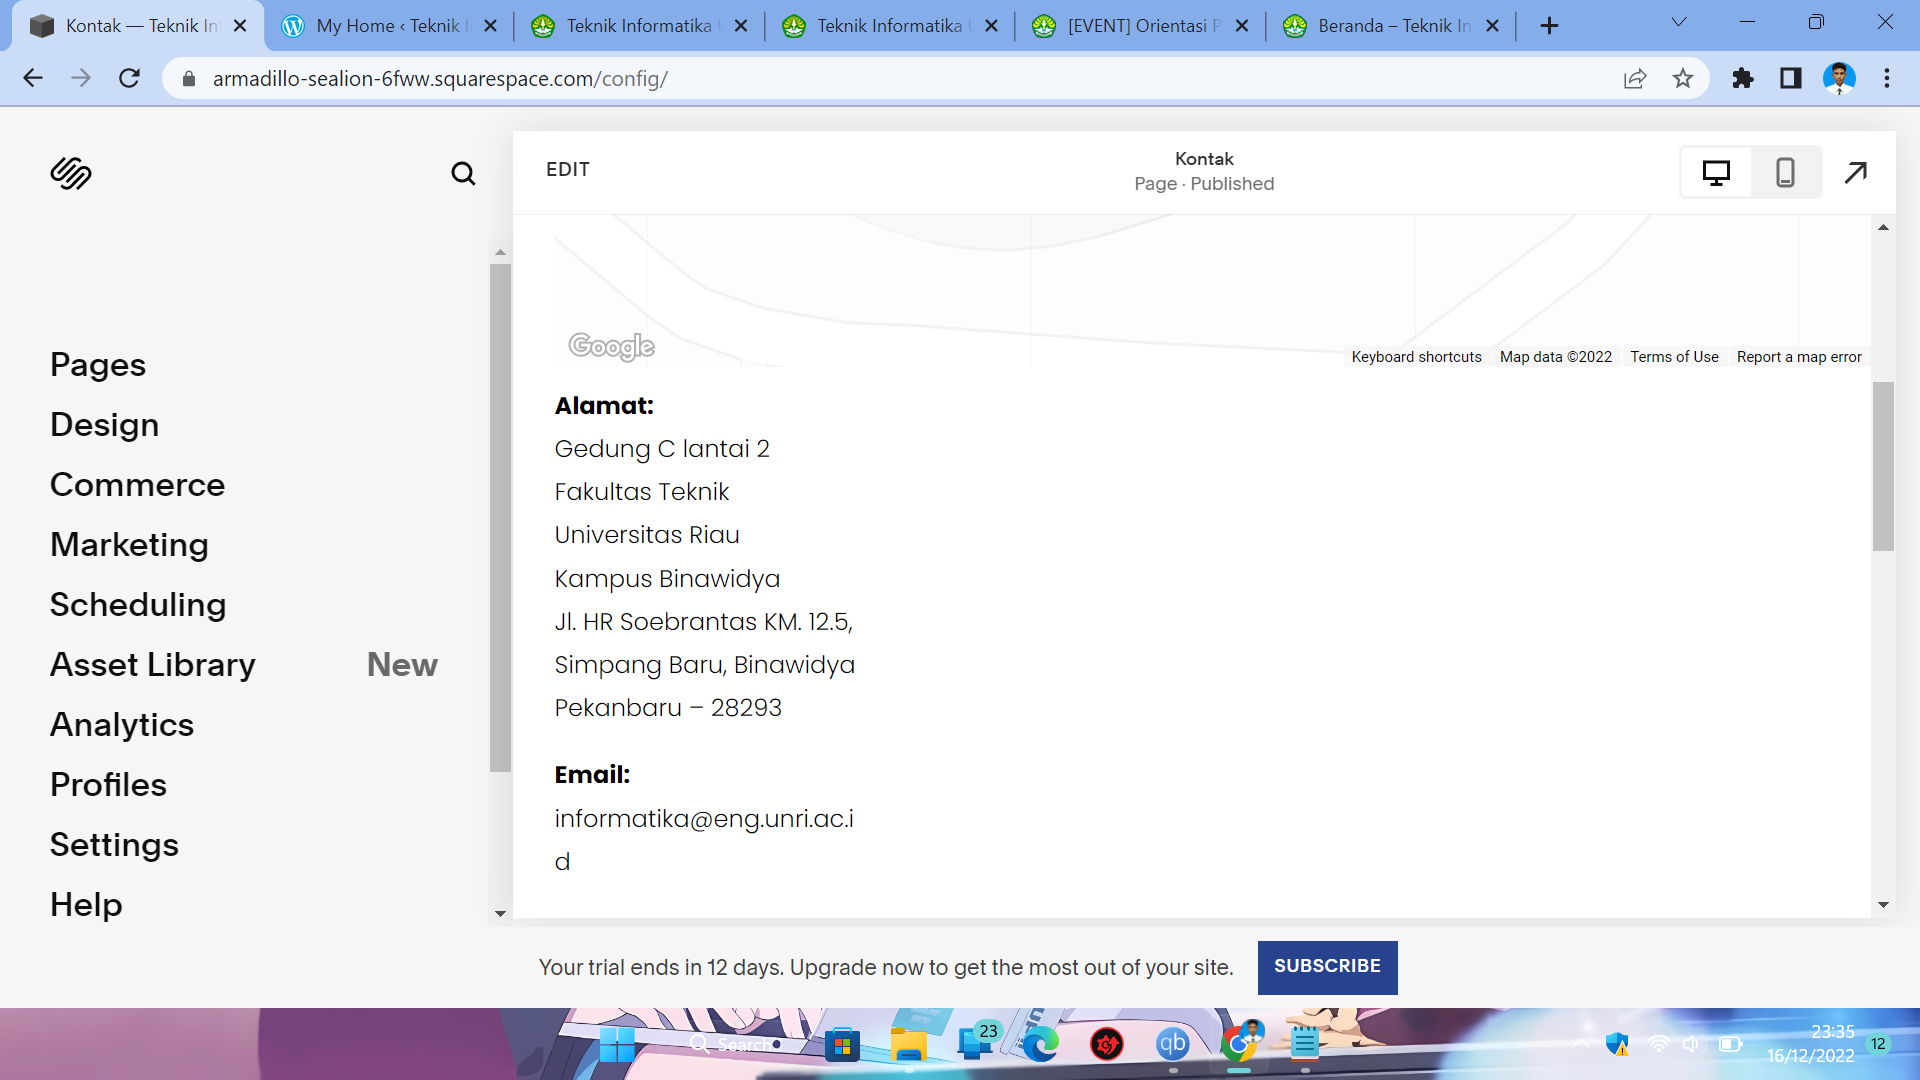 Kontak — Teknik In
My Home ‹ Teknik I
Teknik Informatika U
Teknik Informatika U
[EVENT] Orientasi P
Beranda – Teknik In
armadillo-sealion-6fww.squarespace.com/config/
EDIT
Kontak
Page · Published
Pages
Design
Commerce
Marketing
Scheduling
Asset Library New
Analytics
Profiles
Settings
Help
Google
Keyboard shortcuts Map data ©2022 Terms of Use Report a map error
Alamat:
Gedung C lantai 2
Fakultas Teknik
Universitas Riau
Kampus Binawidya
Jl. HR Soebrantas KM. 12.5,
Simpang Baru, Binawidya
Pekanbaru – 28293
Email:
informatika@eng.unri.ac.i
d
Your trial ends in 12 days. Upgrade now to get the most out of your site. SUBSCRIBE
Search
23
qb
23:35
16/12/2022
12